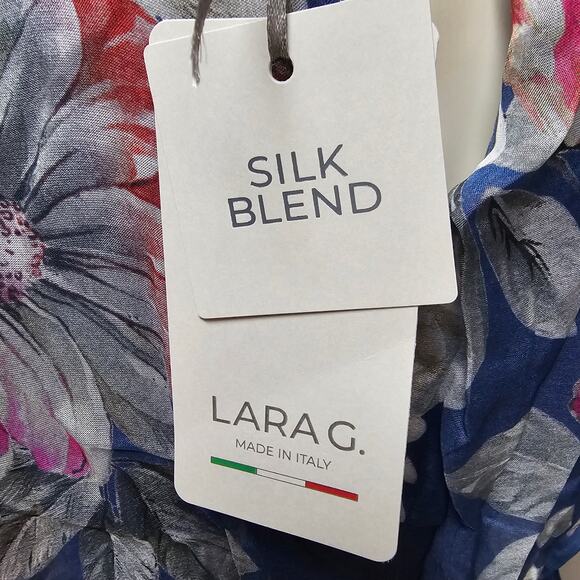 SILK
BLEND
LARA G.
MADE IN ITALY